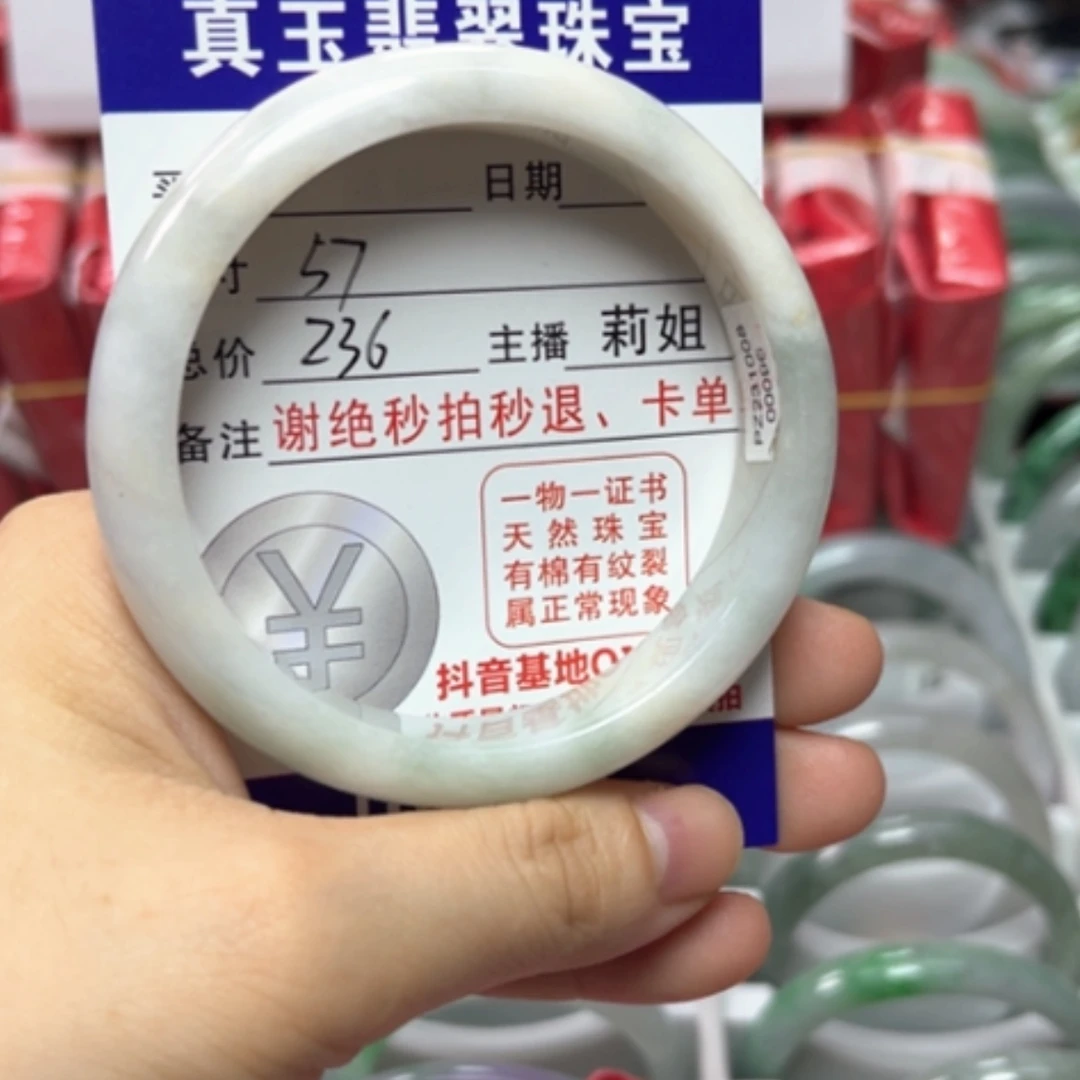 真玉翡翠珠宝
日期
寸 57
总价 236 主播 莉姐
备注 谢绝秒拍秒退、卡单
PZ231008
一物一证书
天然珠宝
有棉有纹裂
属正常现象
¥
抖音基地